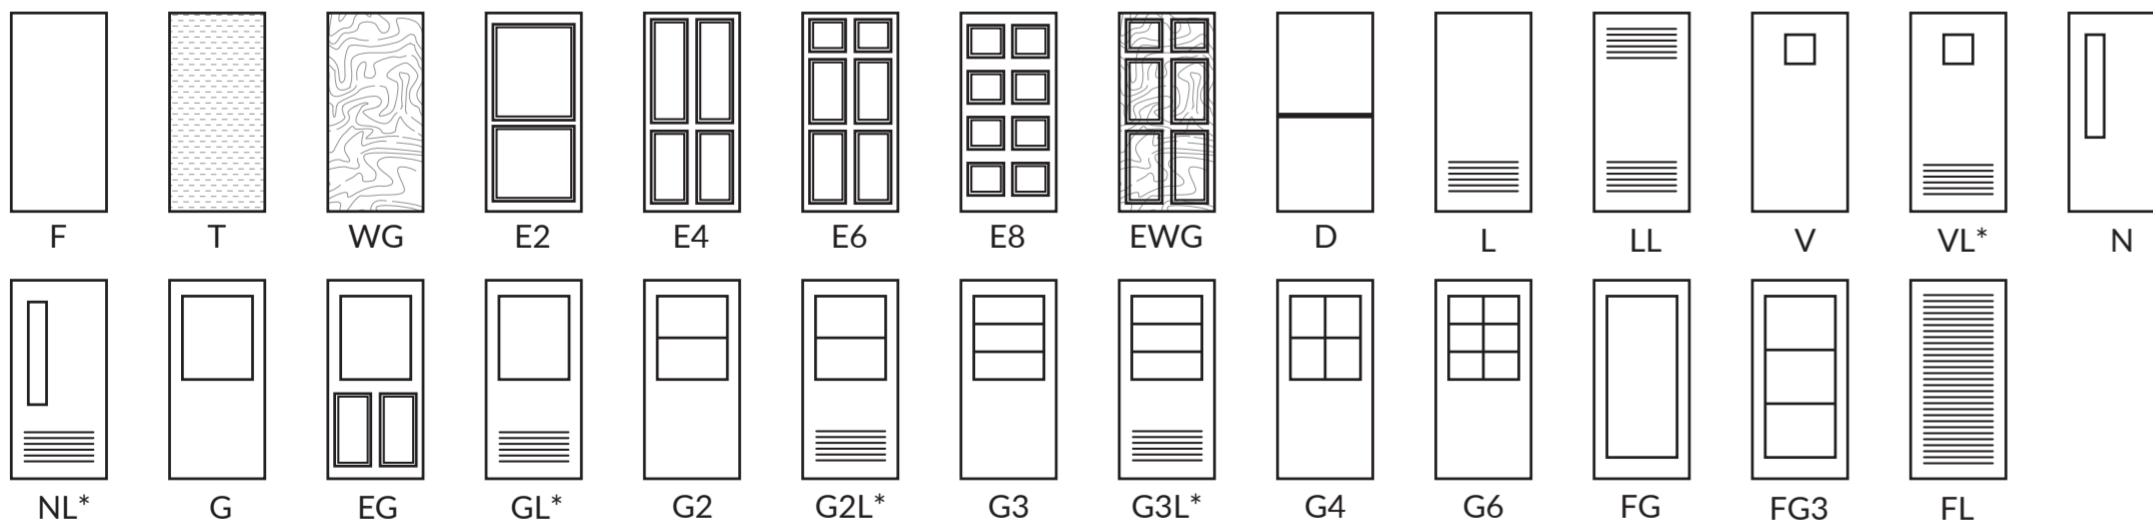 F T WG E2 E4 E6 E8 EWG D L LL V VL* N
NL* G EG GL* G2 G2L* G3 G3L* G4 G6 FG FG3 FL